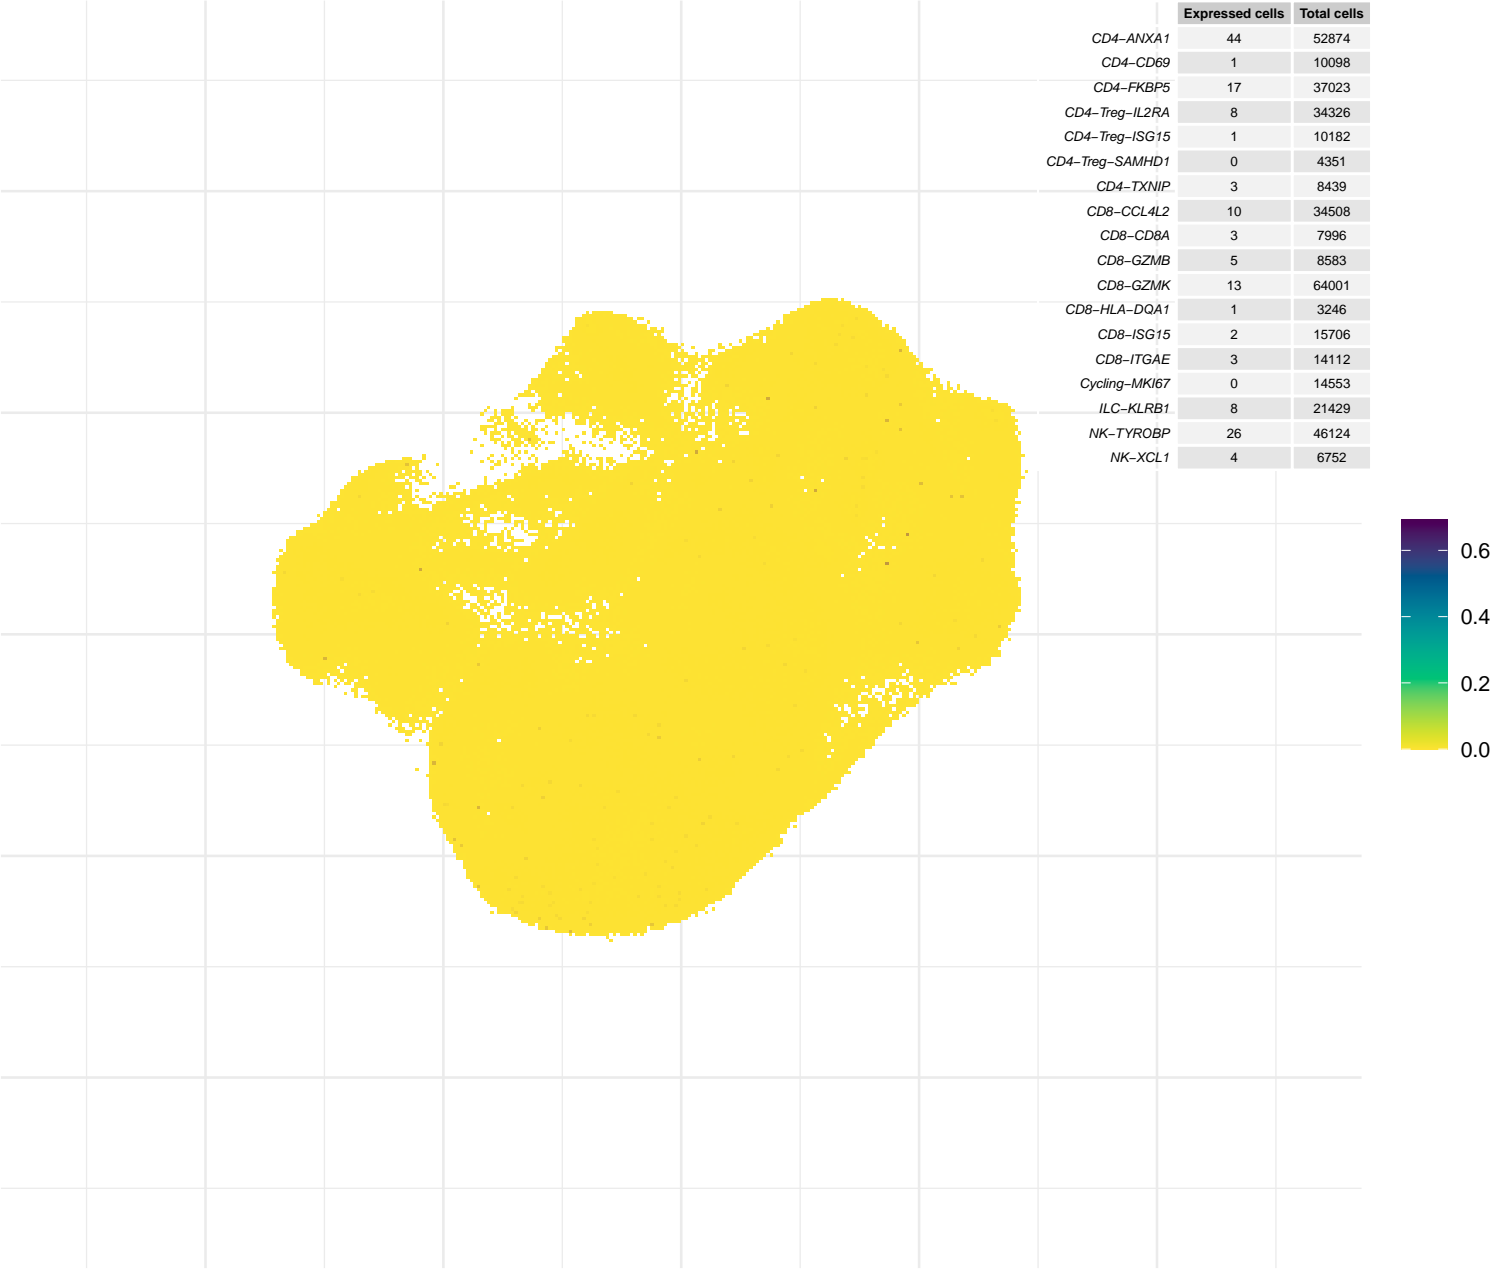 Expressed cells Total cells
CD4−ANXA1 44 52874
CD4−CD69 1 10098
CD4−FKBP5 17 37023
CD4−Treg−IL2RA 8 34326
CD4−Treg−ISG15 1 10182
CD4−Treg−SAMHD1 0 4351
CD4−TXNIP 3 8439
CD8−CCL4L2 10 34508
CD8−CD8A 3 7996
CD8−GZMB 5 8583
CD8−GZMK 13 64001
CD8−HLA−DQA1 1 3246
CD8−ISG15 2 15706
CD8−ITGAE 3 14112
Cycling−MKI67 0 14553
ILC−KLRB1 8 21429
NK−TYROBP 26 46124
NK−XCL1 4 6752
0.6
0.4
0.2
0.0